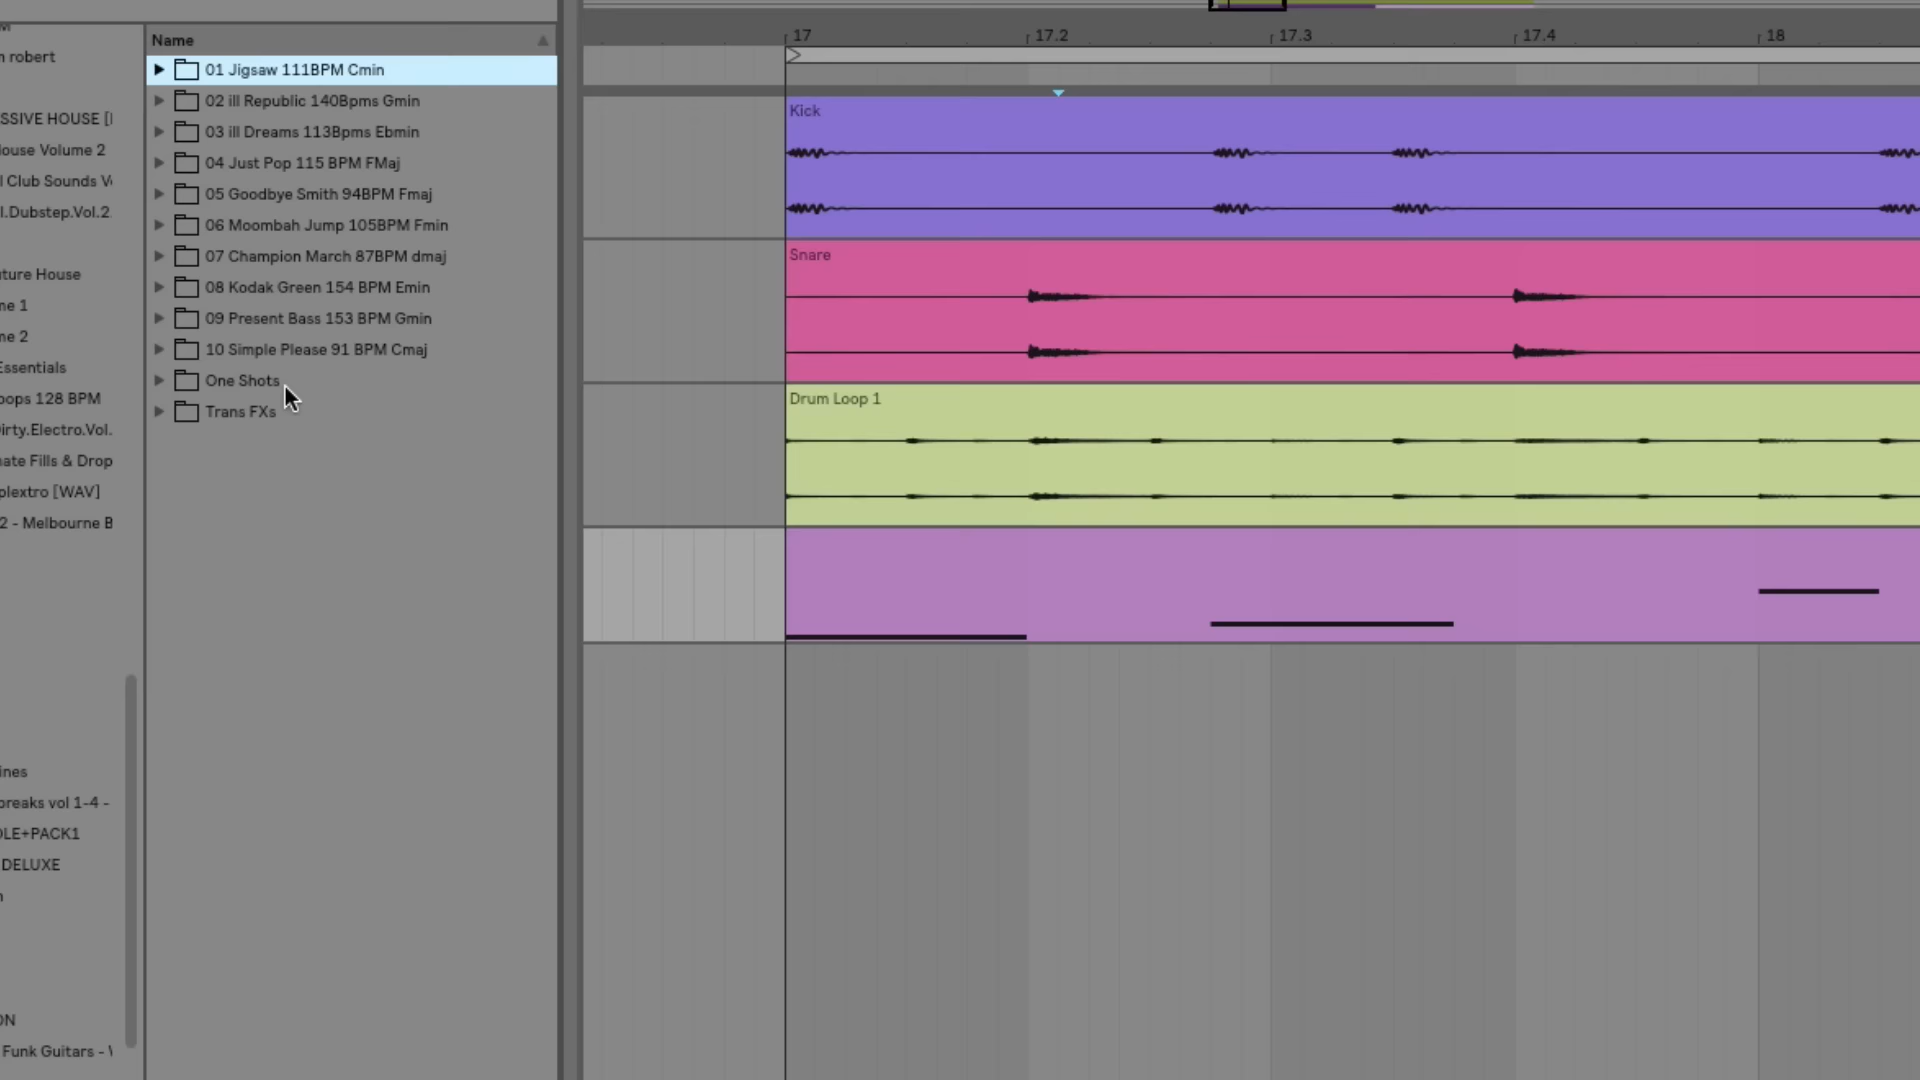 n robert
SSIVE HOUSE [
ouse Volume 2
l Club Sounds V
l.Dubstep.Vol.2
ture House
ne 1
ne 2
Essentials
oops 128 BPM
irty.Electro.Vol.
nate Fills & Drop
plextro [WAV]
2 - Melbourne B
ines
breaks vol 1-4 -
OLE+PACK1
DELUXE
n
ON
Funk Guitars -
Name
01 Jigsaw 111BPM Cmin
02 ill Republic 140Bpms Gmin
03 ill Dreams 113Bpms Ebmin
04 Just Pop 115 BPM FMaj
05 Goodbye Smith 94BPM Fmaj
06 Moombah Jump 105BPM Fmin
07 Champion March 87BPM dmaj
08 Kodak Green 154 BPM Emin
09 Present Bass 153 BPM Gmin
10 Simple Please 91 BPM Cmaj
One Shots
Trans FXs
17 17.2 17.3 17.4 18
Kick
Snare
Drum Loop 1